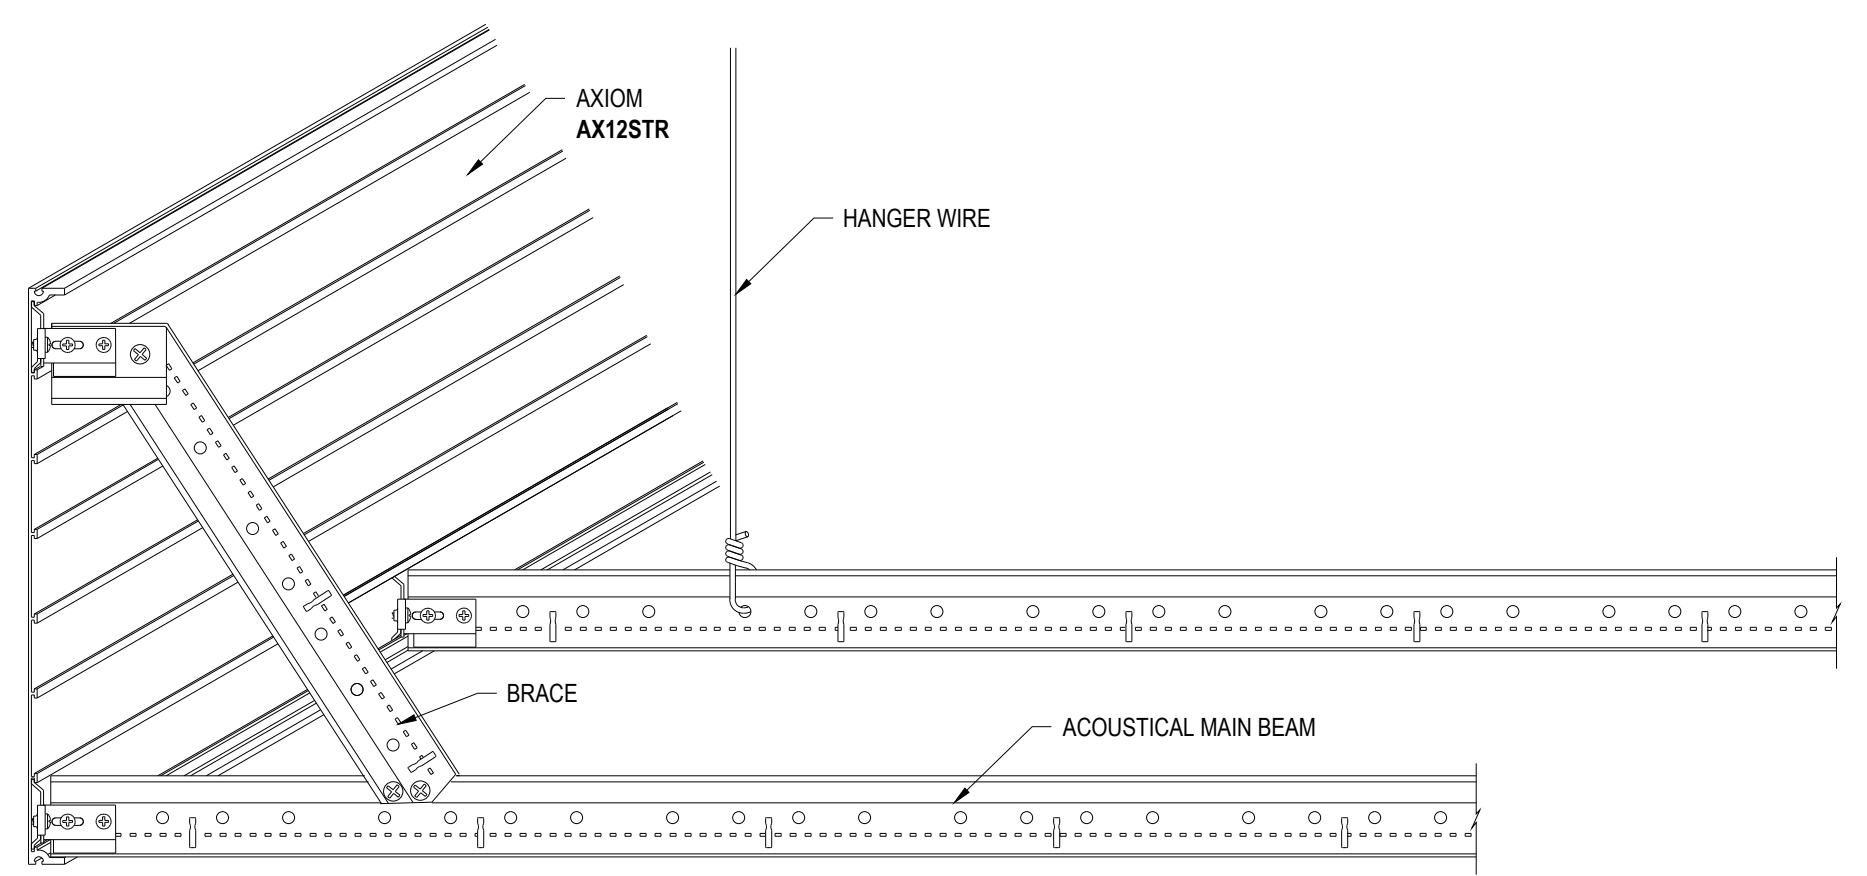 AXIOM
AX12STR
HANGER WIRE
BRACE
ACOUSTICAL MAIN BEAM